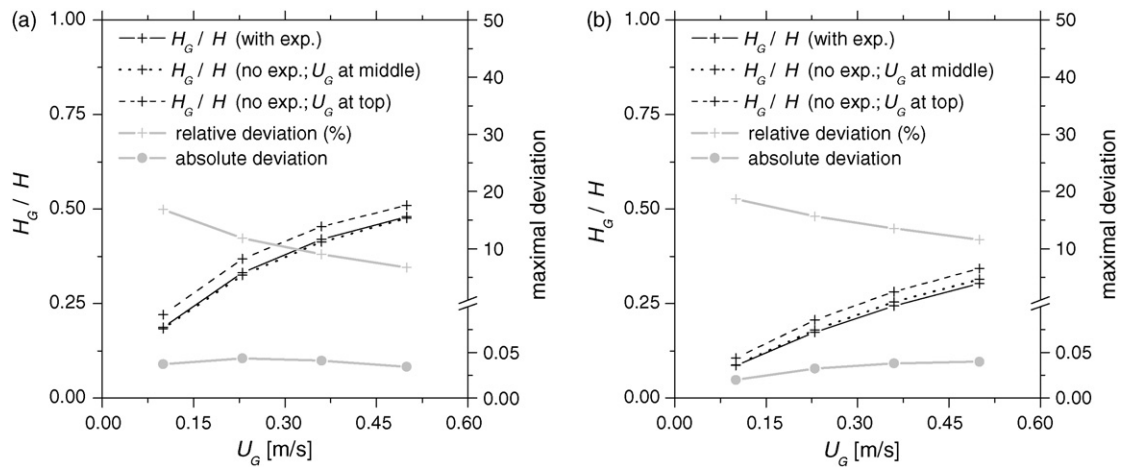 (a)
H_G / H (with exp.)
H_G / H (no exp.; U_G at middle)
H_G / H (no exp.; U_G at top)
relative deviation (%)
absolute deviation
1.00
0.75
0.50
0.25
0.00
H_G / H
50
40
30
20
10
0.05
0.00
maximal deviation
0.00 0.15 0.30 0.45 0.60
U_G [m/s]
(b)
H_G / H (with exp.)
H_G / H (no exp.; U_G at middle)
H_G / H (no exp.; U_G at top)
relative deviation (%)
absolute deviation
1.00
0.75
0.50
0.25
0.00
H_G / H
50
40
30
20
10
0.05
0.00
maximal deviation
0.00 0.15 0.30 0.45 0.60
U_G [m/s]